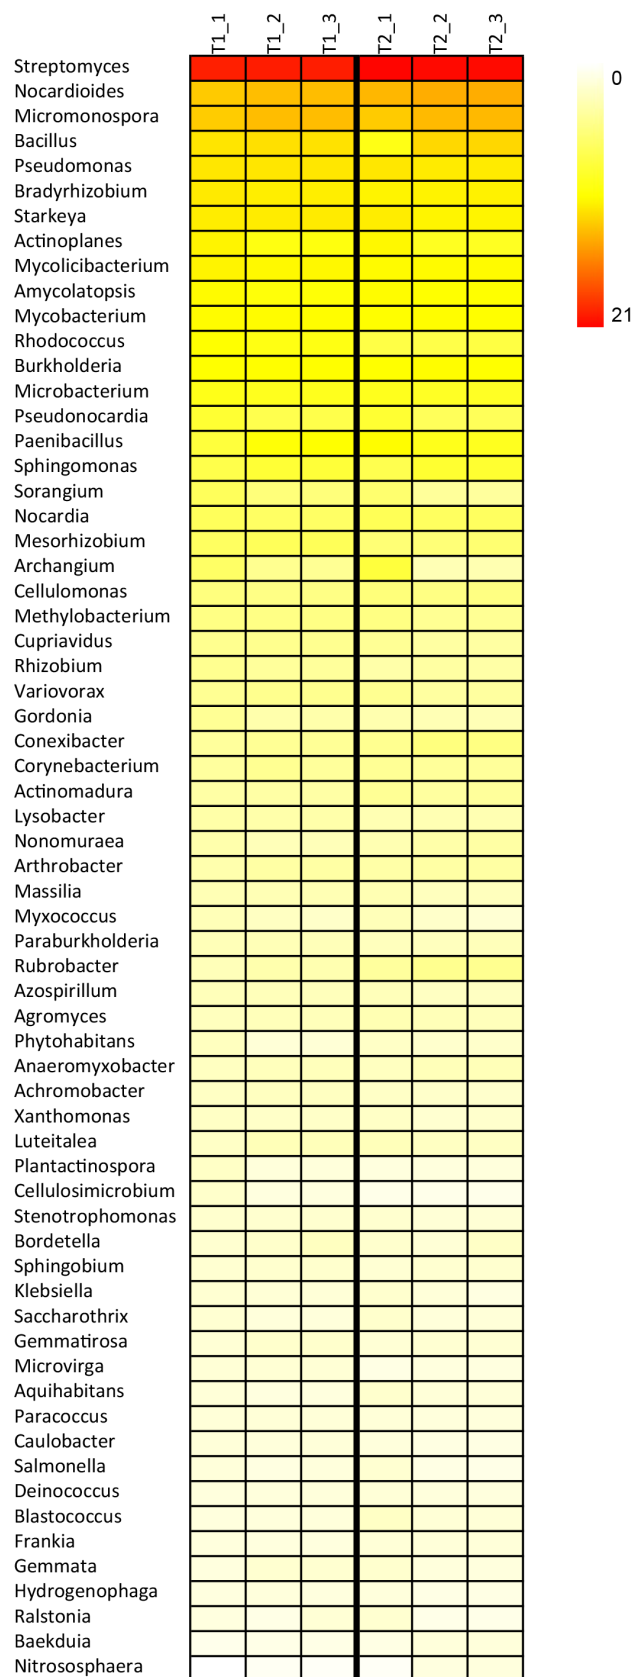 T1_1 T1_2 T1_3 T2_1 T2_2 T2_3
Streptomyces
0
Nocardioides
Micromonospora
Bacillus
Pseudomonas
Bradyrhizobium
Starkeya
Actinoplanes
Mycolicibacterium
Amycolatopsis
Mycobacterium
21
Rhodococcus
Burkholderia
Microbacterium
Pseudonocardia
Paenibacillus
Sphingomonas
Sorangium
Nocardia
Mesorhizobium
Archangium
Cellulomonas
Methylobacterium
Cupriavidus
Rhizobium
Variovorax
Gordonia
Conexibacter
Corynebacterium
Actinomadura
Lysobacter
Nonomuraea
Arthrobacter
Massilia
Myxococcus
Paraburkholderia
Rubrobacter
Azospirillum
Agromyces
Phytohabitans
Anaeromyxobacter
Achromobacter
Xanthomonas
Luteitalea
Plantactinospora
Cellulosimicrobium
Stenotrophomonas
Bordetella
Sphingobium
Klebsiella
Saccharothrix
Gemmatirosa
Microvirga
Aquihabitans
Paracoccus
Caulobacter
Salmonella
Deinococcus
Blastococcus
Frankia
Gemmata
Hydrogenophaga
Ralstonia
Baekduia
Nitrososphaera